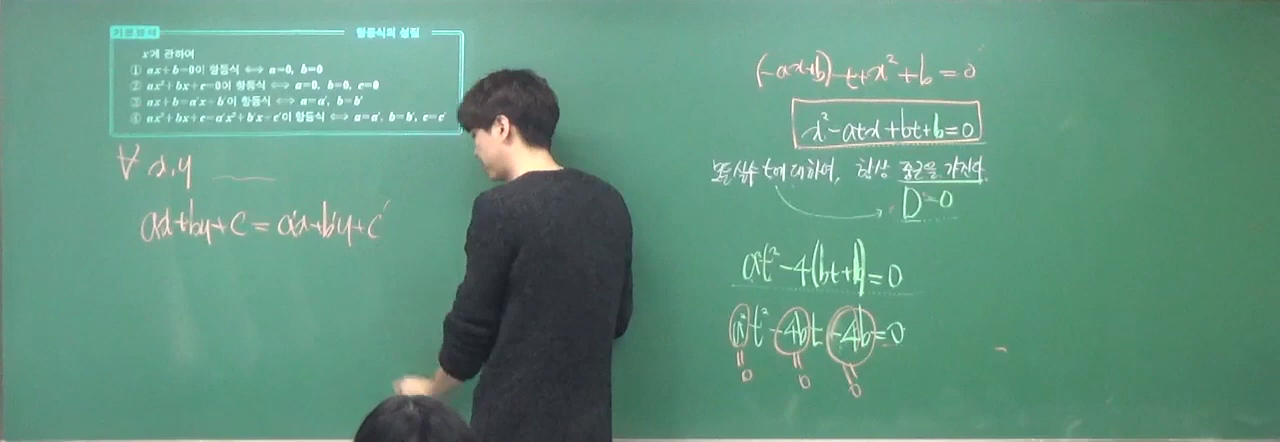 기본정석
항등식의 성질
x에 관하여
① ax+b=0이 항등식 ⟺ a=0, b=0
② ax²+bx+c=0이 항등식 ⟺ a=0, b=0, c=0
③ ax+b=a'x+b'이 항등식 ⟺ a=a', b=b'
④ ax²+bx+c=a'x²+b'x+c'이 항등식 ⟺ a=a', b=b', c=c'
∀ x,y
ax+by+c = a'x+b'y+c'
(-ax+b)t+x²+b=0
x²-atx+bt+b=0
모든 실수 t에 대하여, 항상 중근을 가진다.
D=0
a²t²-4(bt+b)=0
a²t²-4bt-4b=0
0 0 0